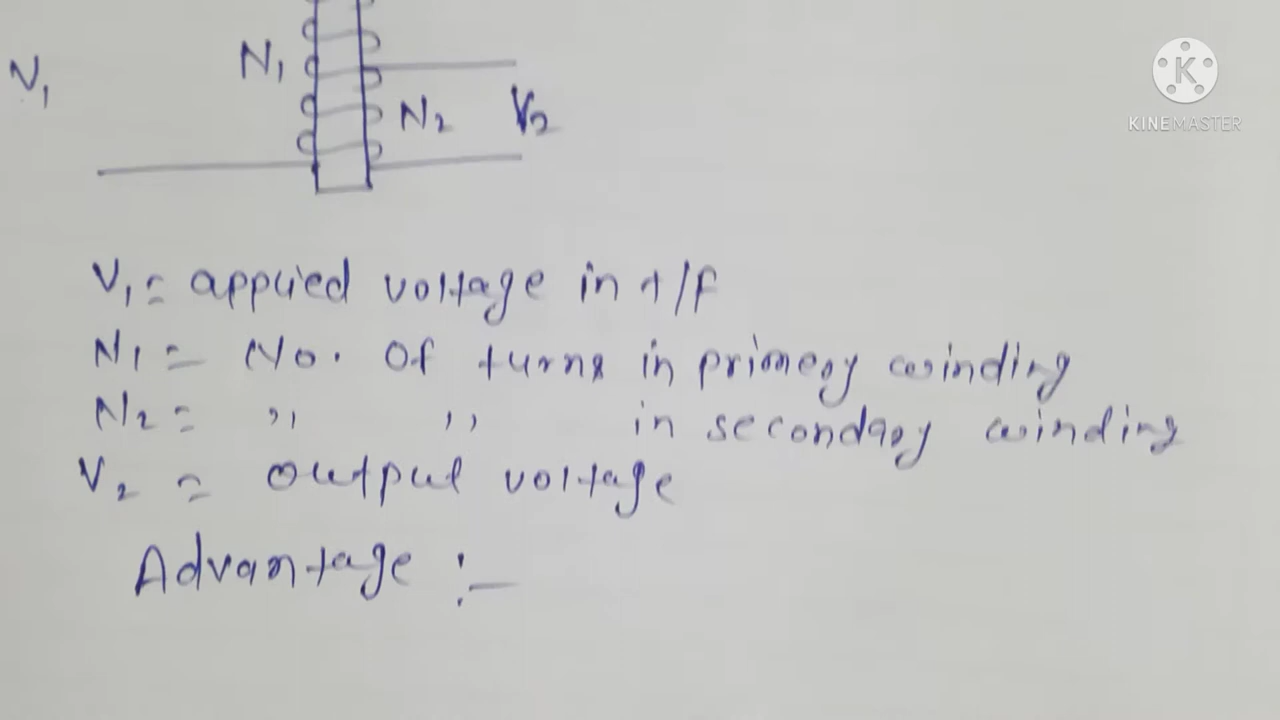 V₁
N₁
N₂
V₂
K
KINEMASTER
V₁ = applied voltage in t/f
N₁ = No. of turns in primary winding
N₂ = ,, ,, in secondary winding
V₂ = output voltage
Advantage :-